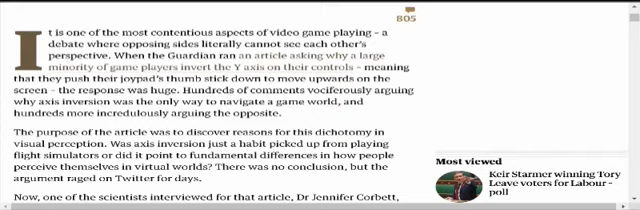 805
It is one of the most contentious aspects of video game playing – a
debate where opposing sides literally cannot see each other's
perspective. When the Guardian ran an article asking why a large
minority of game players invert the Y axis on their controls – meaning
that they push their joypad's thumb stick down to move upwards on the
screen – the response was huge. Hundreds of comments vociferously arguing
why axis inversion was the only way to navigate a game world, and
hundreds more incredulously arguing the opposite.
The purpose of the article was to discover reasons for this dichotomy in
visual perception. Was axis inversion just a habit picked up from playing
flight simulators or did it point to fundamental differences in how people
perceive themselves in virtual worlds? There was no conclusion, but the
argument raged on Twitter for days.
Now, one of the scientists interviewed for that article, Dr Jennifer Corbett,
Most viewed
Keir Starmer winning Tory
Leave voters for Labour –
poll